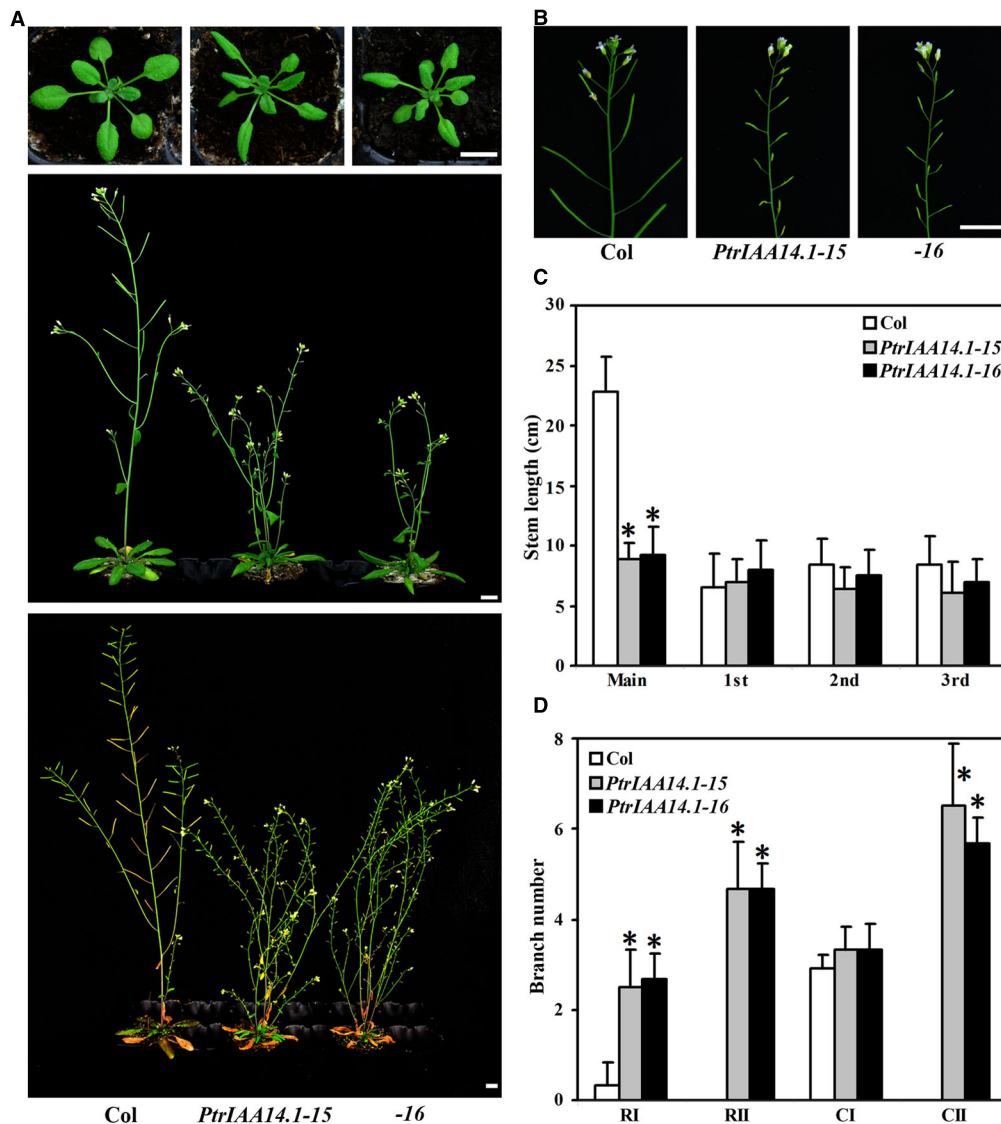 A
B
Col PtrIAA14.1-15 -16
C
30
25
20
15
10
5
0
Stem length (cm)
Col
PtrIAA14.1-15
PtrIAA14.1-16
* *
Main 1st 2nd 3rd
D
8
6
4
2
0
Branch number
Col
PtrIAA14.1-15
PtrIAA14.1-16
* * * * * *
RI RII CI CII
Col PtrIAA14.1-15 -16